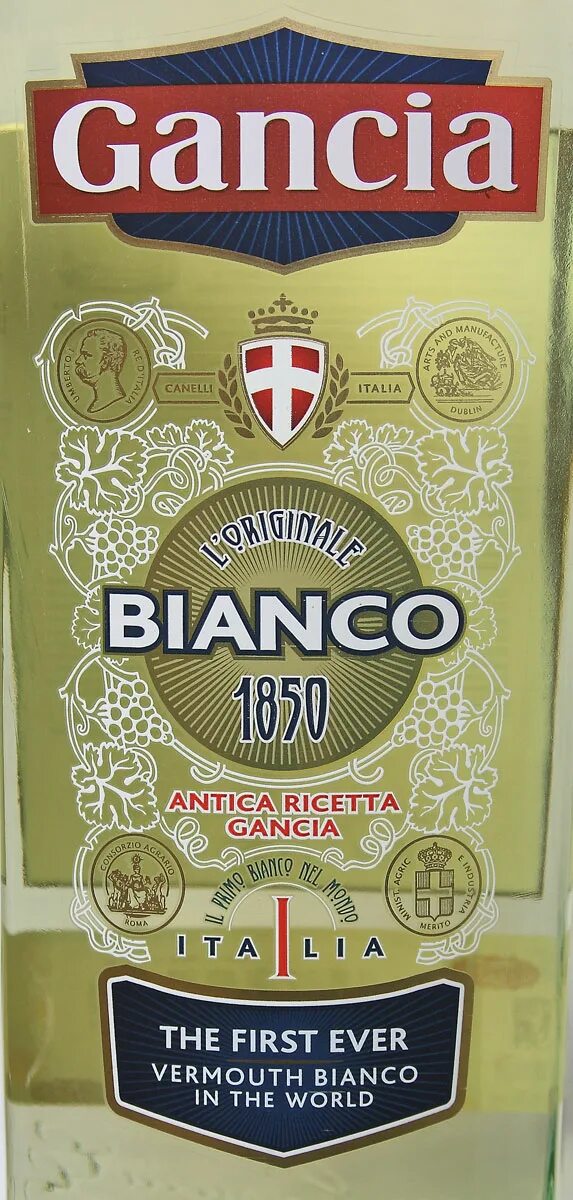 Gancia
UMBERTO I RE D'ITALIA
CANELLI ITALIA
ARTS AND MANUFACTURE
DUBLIN
L'ORIGINALE
BIANCO
1850
ANTICA RICETTA
GANCIA
CONSORZIO AGRARIO
ROMA
IL PRIMO BIANCO NEL MONDO
ITALIA
MINIST. AGRIC E INDUSTRIA
MERITO
THE FIRST EVER
VERMOUTH BIANCO
IN THE WORLD